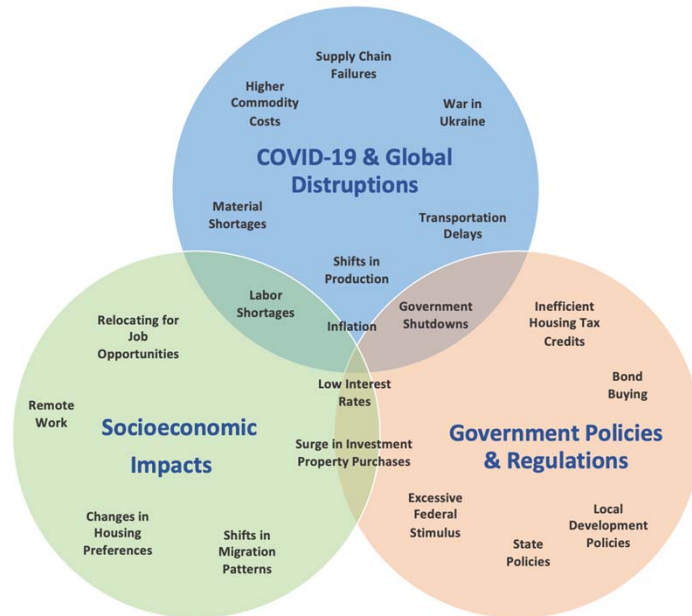 Supply Chain
Failures
Higher
Commodity
Costs
War in
Ukraine
COVID-19 & Global
Distruptions
Material
Shortages
Transportation
Delays
Shifts in
Production
Labor
Shortages
Inflation
Government
Shutdowns
Relocating for
Job
Opportunities
Inefficient
Housing Tax
Credits
Low Interest
Rates
Bond
Buying
Remote
Work
Socioeconomic
Impacts
Surge in Investment
Property Purchases
Government Policies
& Regulations
Changes in
Housing
Preferences
Shifts in
Migration
Patterns
Excessive
Federal
Stimulus
State
Policies
Local
Development
Policies